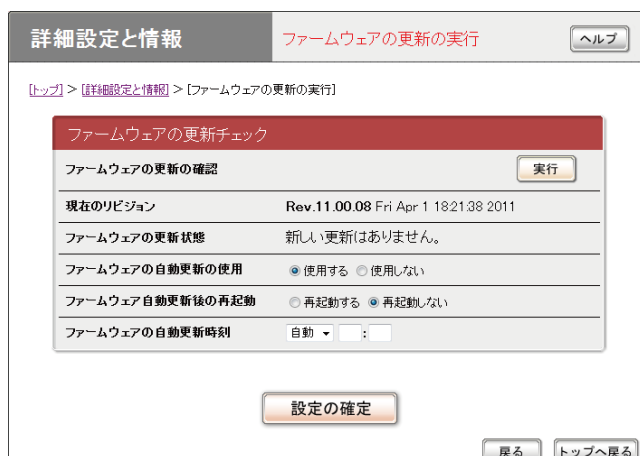 詳細設定と情報
ファームウェアの更新の実行
ヘルプ
[トップ] > [詳細設定と情報] > [ファームウェアの更新の実行]
ファームウェアの更新チェック
ファームウェアの更新の確認 実行
現在のリビジョン Rev.11.00.08 Fri Apr 1 18:21:38 2011
ファームウェアの更新状態 新しい更新はありません。
ファームウェアの自動更新の使用 使用する 使用しない
ファームウェア自動更新後の再起動 再起動する 再起動しない
ファームウェアの自動更新時刻 自動 :
設定の確定
戻る トップへ戻る